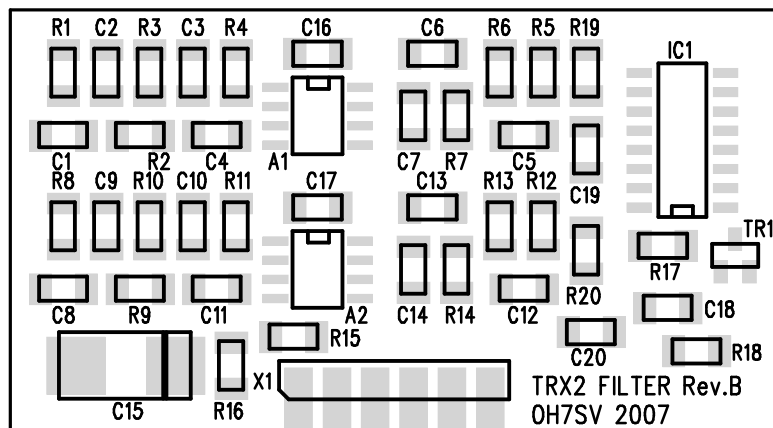 R1 C2 R3 C3 R4 C16 C6 R6 R5 R19
IC1
C1 R2 C4 A1 C7 R7 C5
C19
R8 C9 R10 C10 R11 C17 C13 R13 R12
TR1
R17
R20
C8 R9 C11 A2 C14 R14 C12 C18
R15
C20 R18
X1
C15 R16
TRX2 FILTER Rev.B
OH7SV 2007